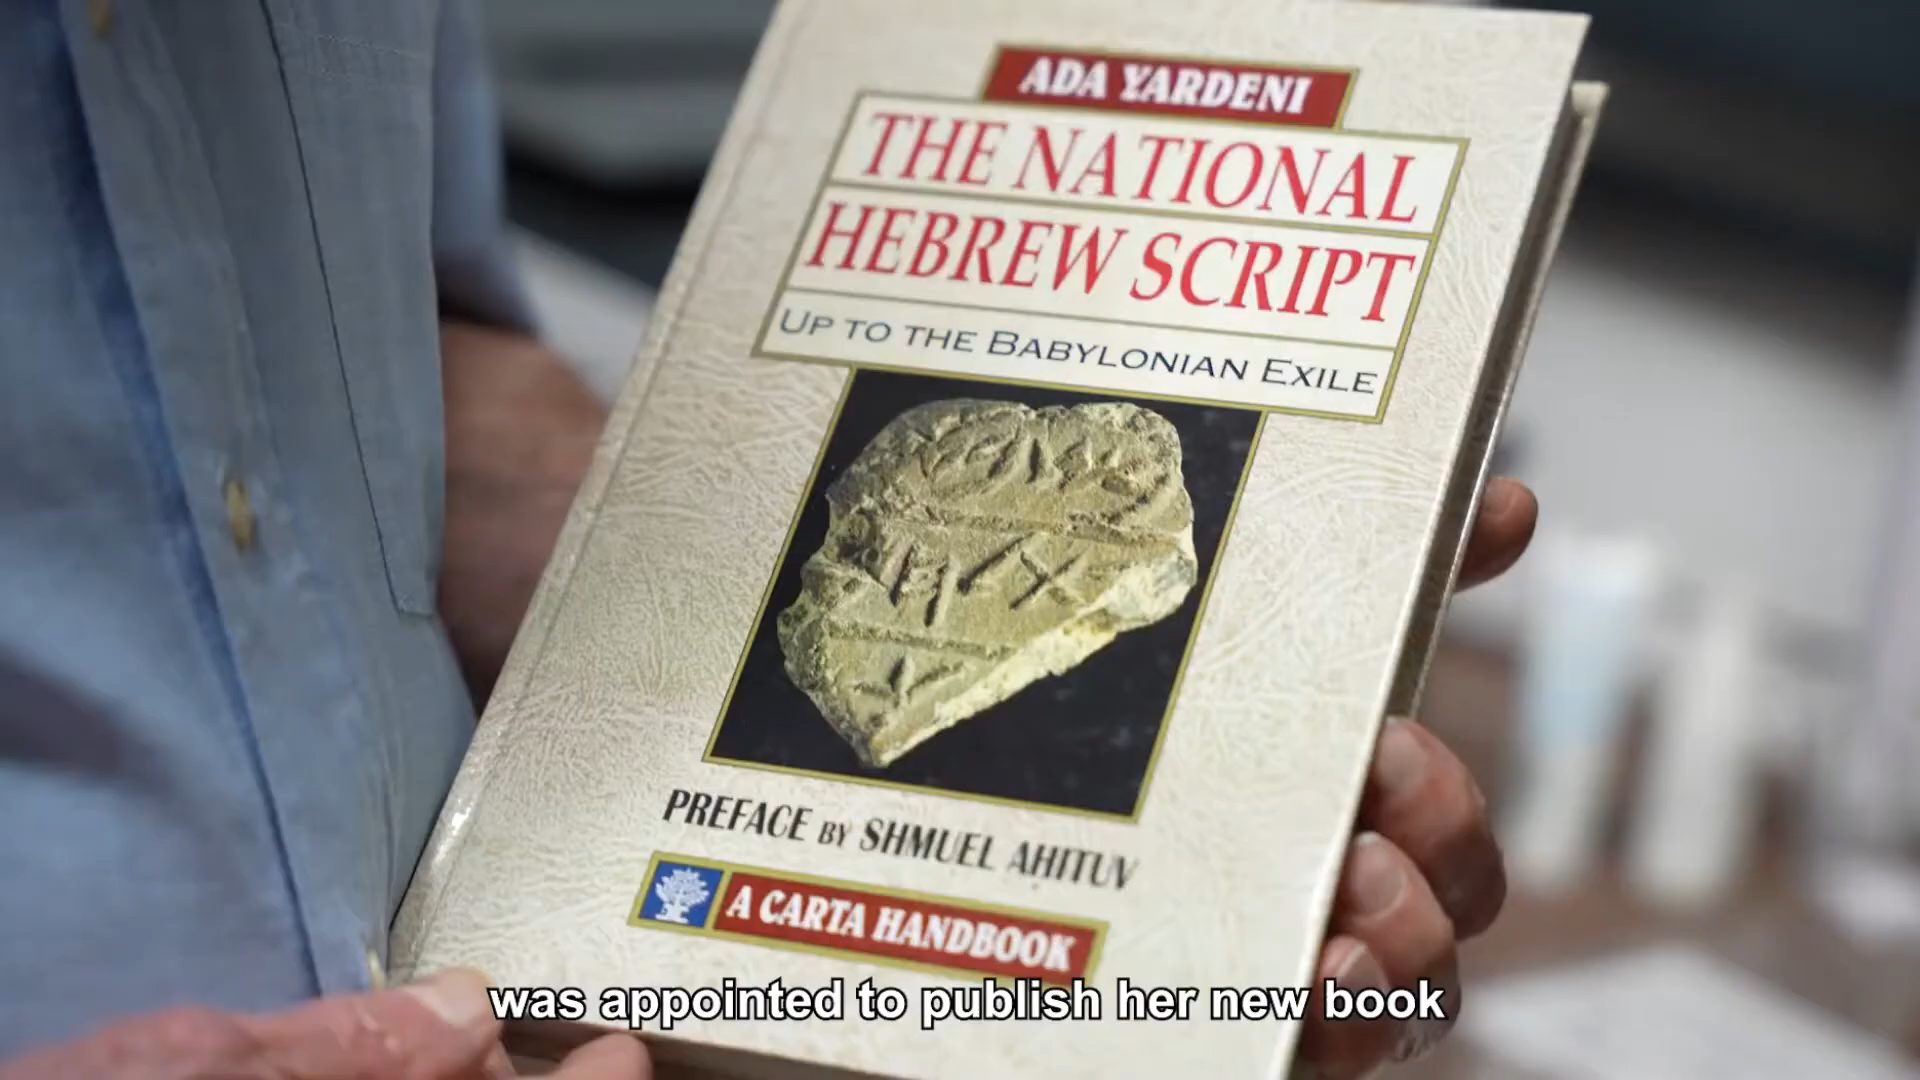 ADA YARDENI
THE NATIONAL
HEBREW SCRIPT
UP TO THE BABYLONIAN EXILE
PREFACE BY SHMUEL AHITUV
A CARTA HANDBOOK
was appointed to publish her new book